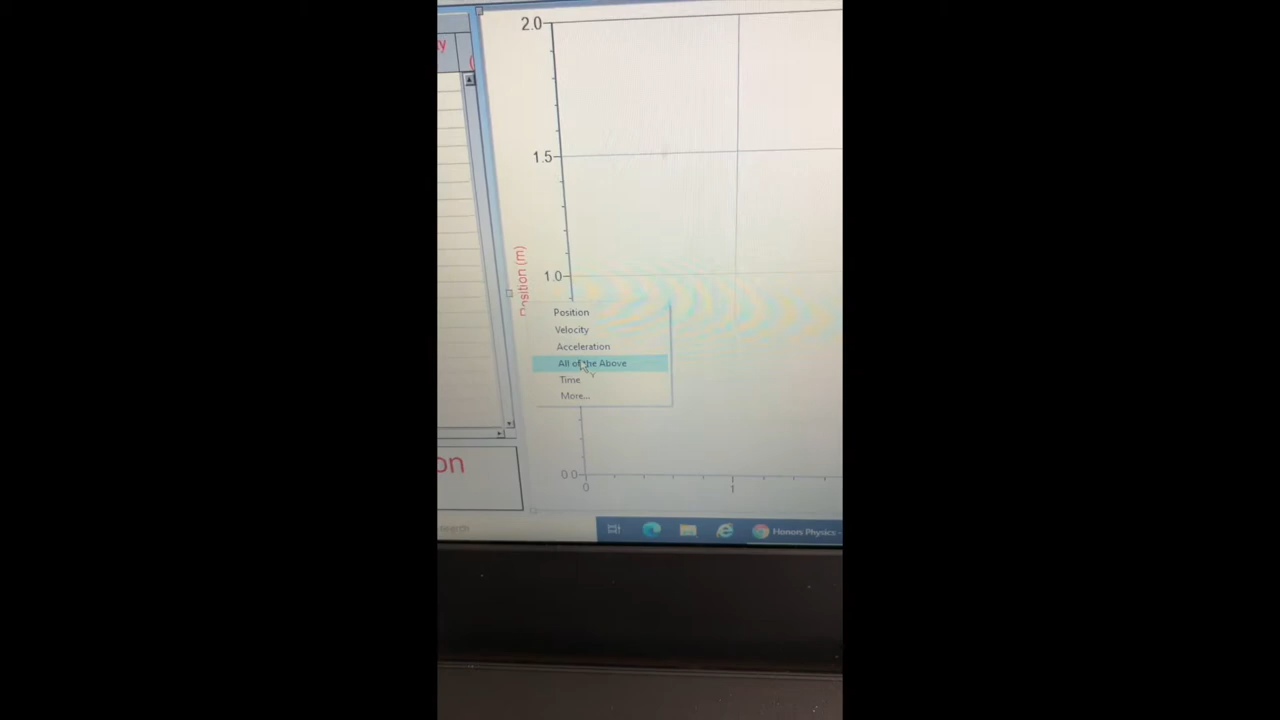 2.0
1.5
Position (m)
1.0
Position
Velocity
Acceleration
All of the Above
Time
More...
0.0
0
1
on
search
Honors Physics -